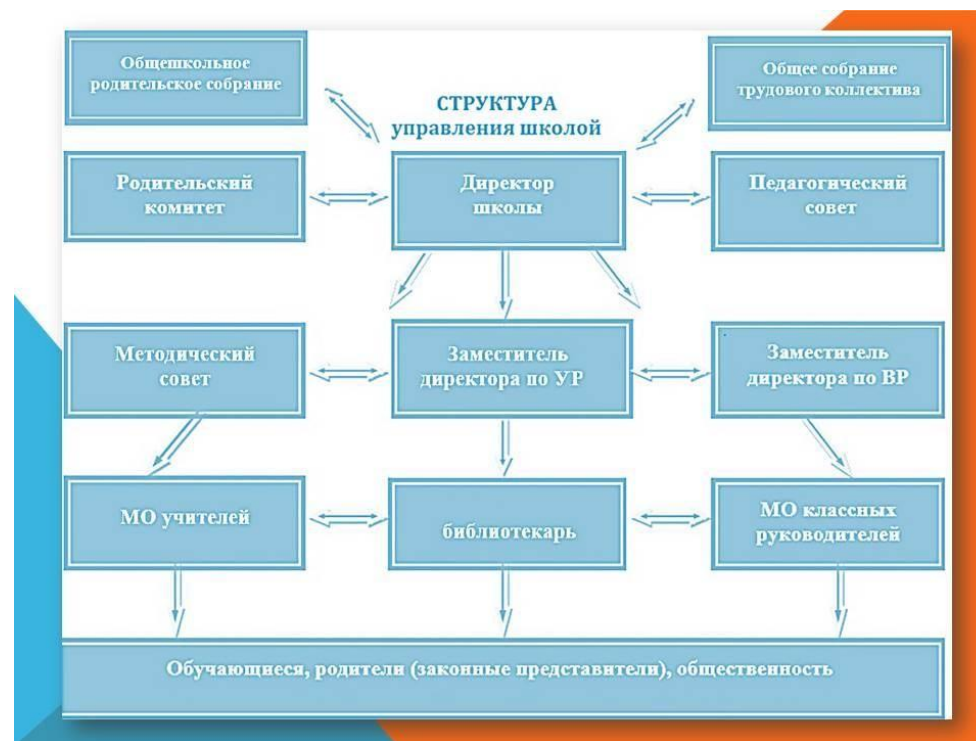 Общешкольное
родительское собрание
Общее собрание
трудового коллектива
СТРУКТУРА
управления школой
Родительский
комитет
Директор
школы
Педагогический
совет
Методический
совет
Заместитель
директора по УР
Заместитель
директора по ВР
МО учителей
библиотекарь
МО классных
руководителей
Обучающиеся, родители (законные представители), общественность